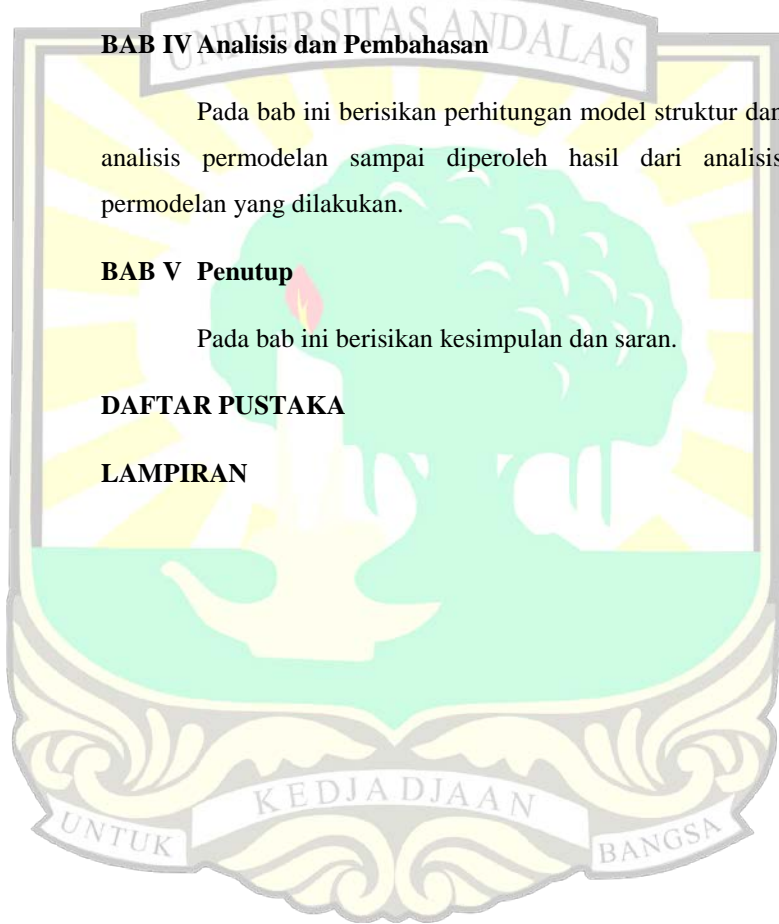 UNIVERSITAS ANDALAS
BAB IV Analisis dan Pembahasan
Pada bab ini berisikan perhitungan model struktur dan
analisis permodelan sampai diperoleh hasil dari analisis
permodelan yang dilakukan.
BAB V Penutup
Pada bab ini berisikan kesimpulan dan saran.
DAFTAR PUSTAKA
LAMPIRAN
UNTUK KEDJADJAAN BANGSA